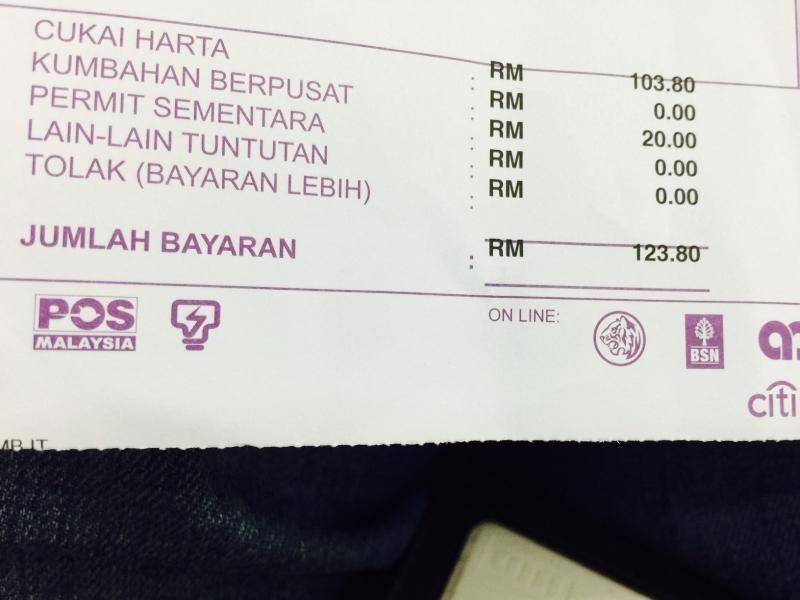 CUKAI HARTA : RM 103.80
KUMBAHAN BERPUSAT : RM 0.00
PERMIT SEMENTARA : RM 20.00
LAIN-LAIN TUNTUTAN : RM 0.00
TOLAK (BAYARAN LEBIH) : RM 0.00
JUMLAH BAYARAN : RM 123.80
POS MALAYSIA
ON LINE:
BSN
citi